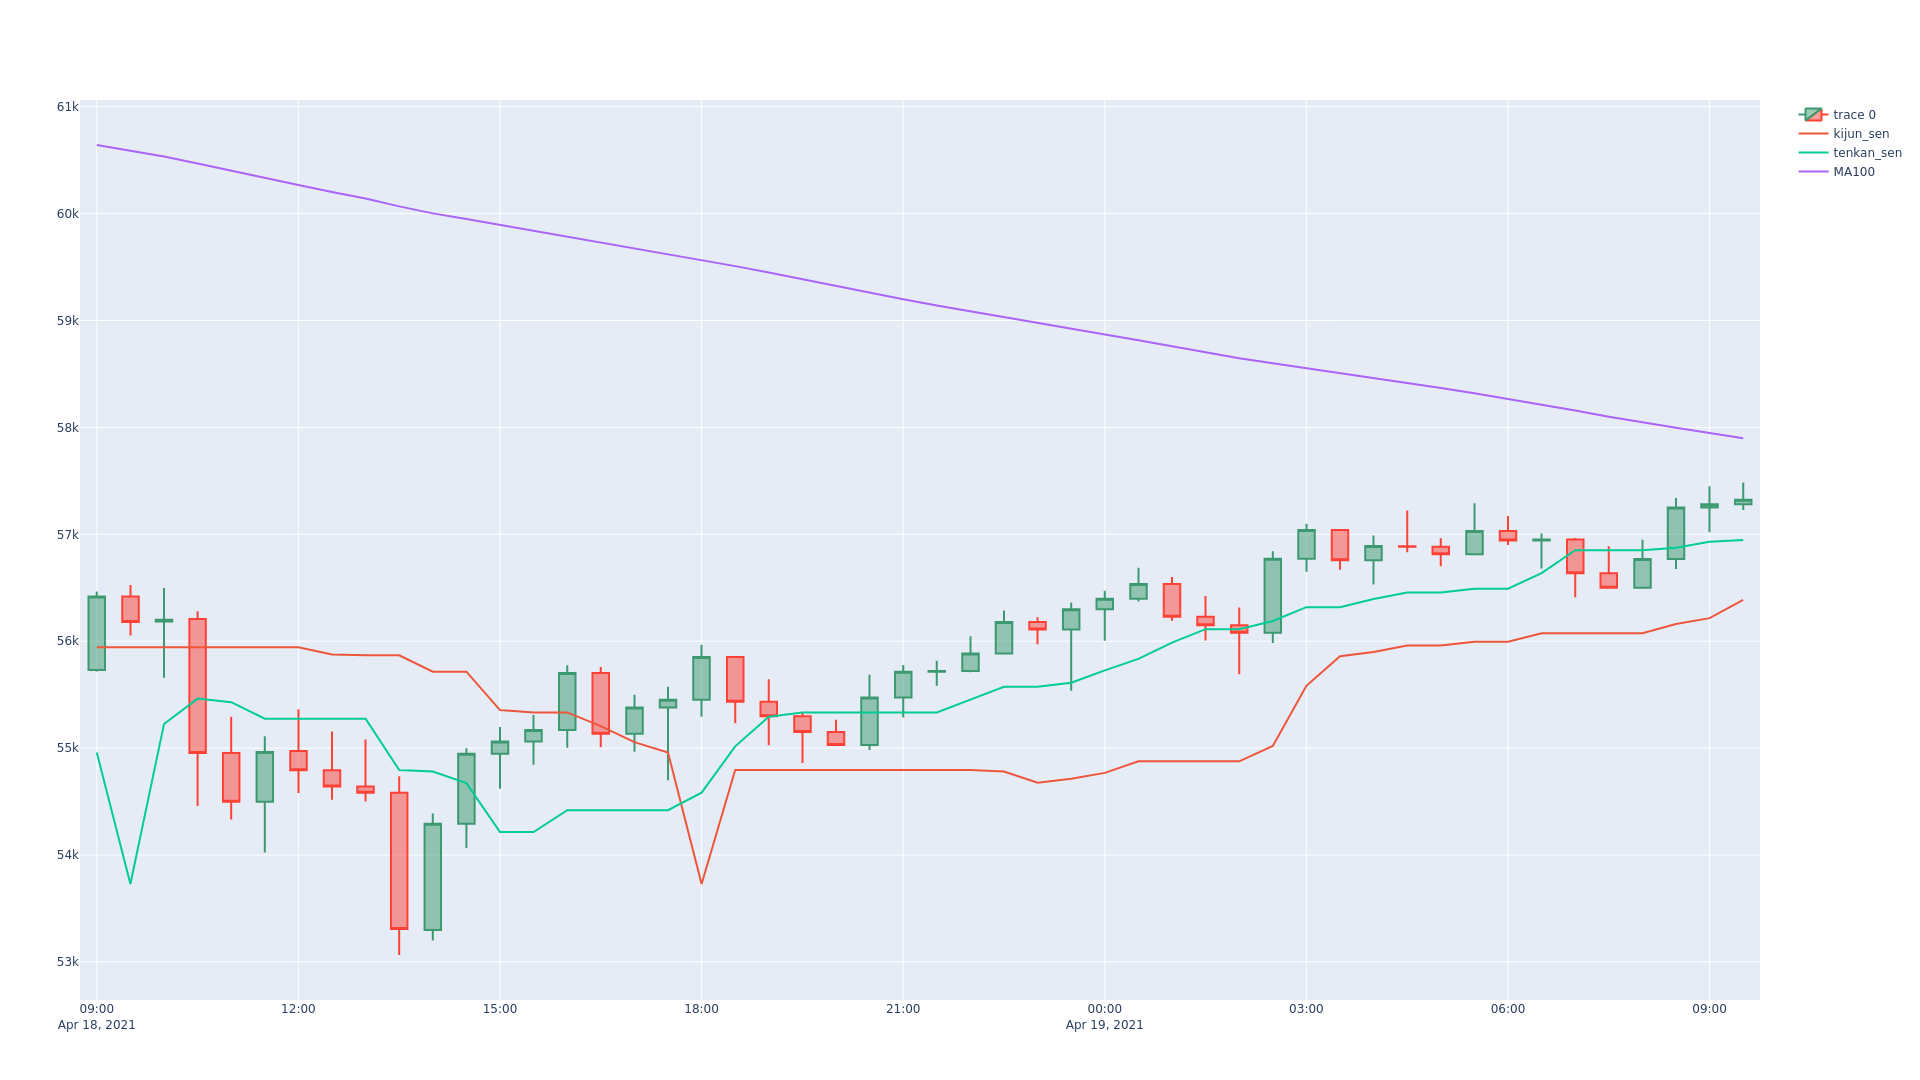 61k
60k
59k
58k
57k
56k
55k
54k
53k
09:00 12:00 15:00 18:00 21:00 00:00 03:00 06:00 09:00
Apr 18, 2021 Apr 19, 2021
trace 0
kijun_sen
tenkan_sen
MA100